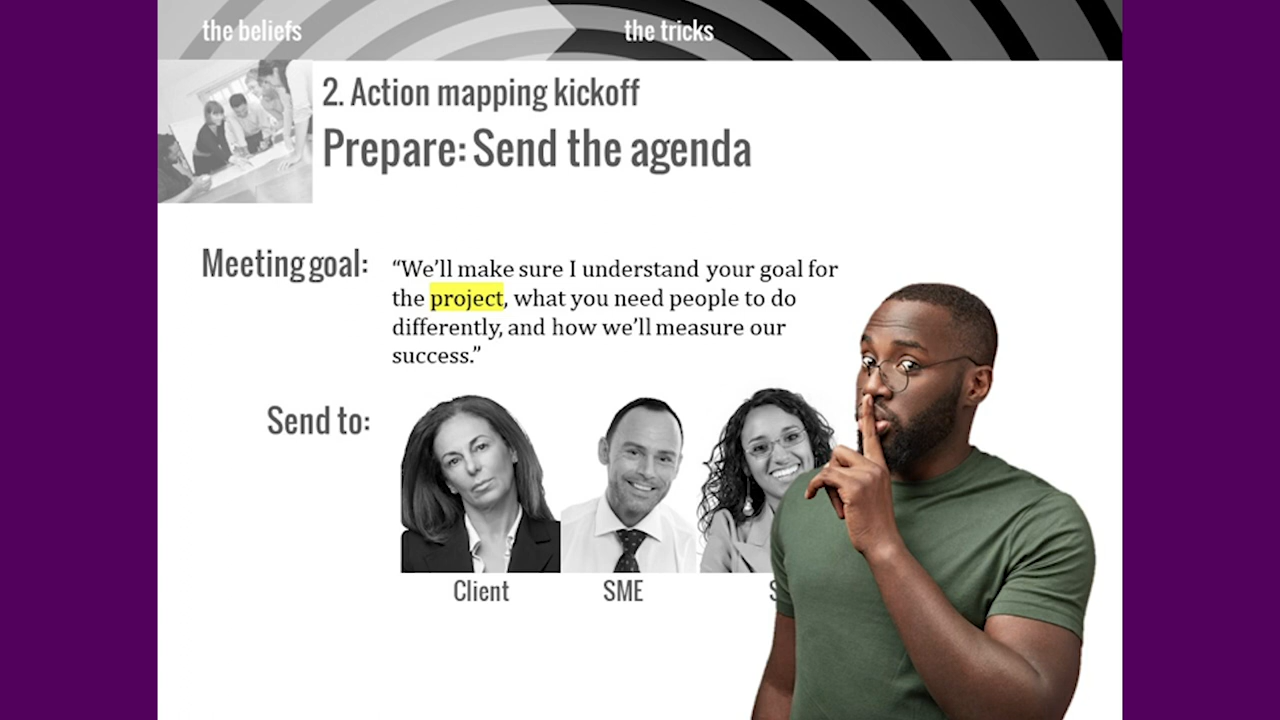 the beliefs
the tricks
2. Action mapping kickoff
Prepare: Send the agenda
Meeting goal:
“We’ll make sure I understand your goal for
the project, what you need people to do
differently, and how we’ll measure our
success.”
Send to:
Client
SME